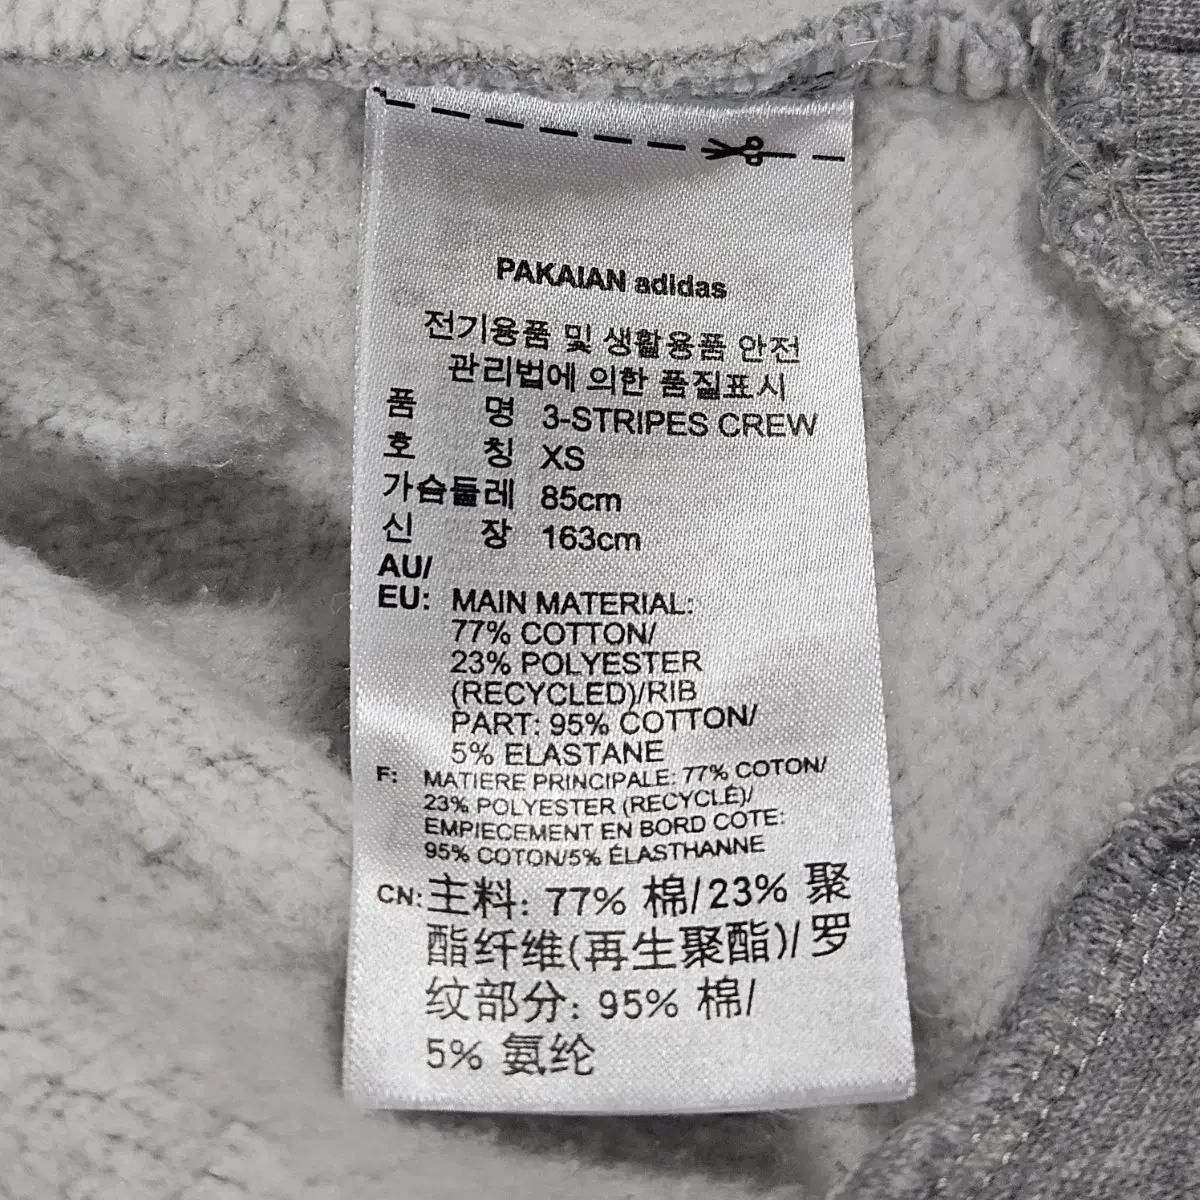 PAKAIAN adidas
전기용품 및 생활용품 안전
관리법에 의한 품질표시
품 명 3-STRIPES CREW
호 칭 XS
가슴둘레 85cm
신 장 163cm
AU/
EU: MAIN MATERIAL:
77% COTTON/
23% POLYESTER
(RECYCLED)/RIB
PART: 95% COTTON/
5% ELASTANE
F: MATIERE PRINCIPALE: 77% COTON/
23% POLYESTER (RECYCLÉ)/
EMPIECEMENT EN BORD COTE:
95% COTON/5% ÉLASTHANNE
CN: 主料: 77% 棉/23% 聚
酯纤维(再生聚酯)/罗
纹部分: 95% 棉/
5% 氨纶